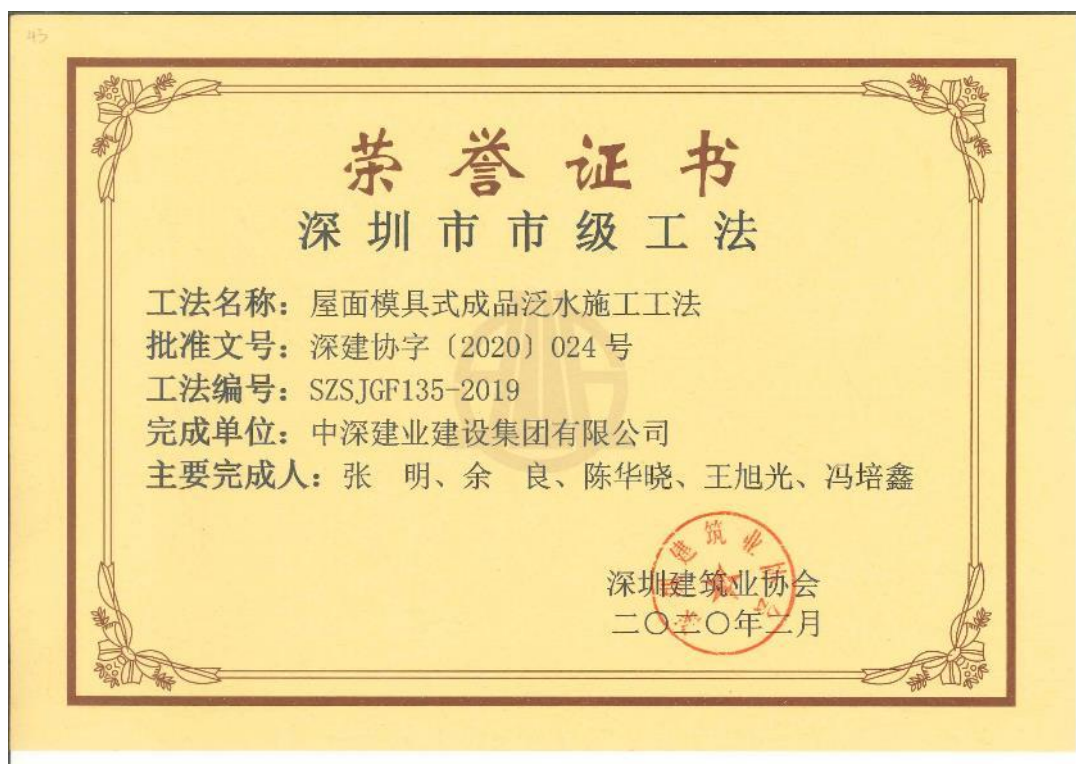 43
荣誉证书
深圳市市级工法
工法名称：屋面模具式成品泛水施工工法
批准文号：深建协字〔2020〕024号
工法编号：SZSJGF135-2019
完成单位：中深建业建设集团有限公司
主要完成人：张　明、余　良、陈华晓、王旭光、冯培鑫
深圳建筑业协会
二〇二〇年二月